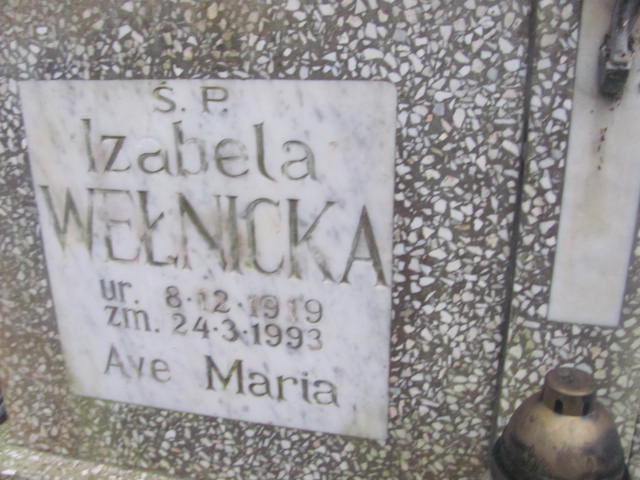 Ś. P.
Izabela
WEŁNICKA
ur. 8·12·1919
zm. 24·3·1993
Ave Maria